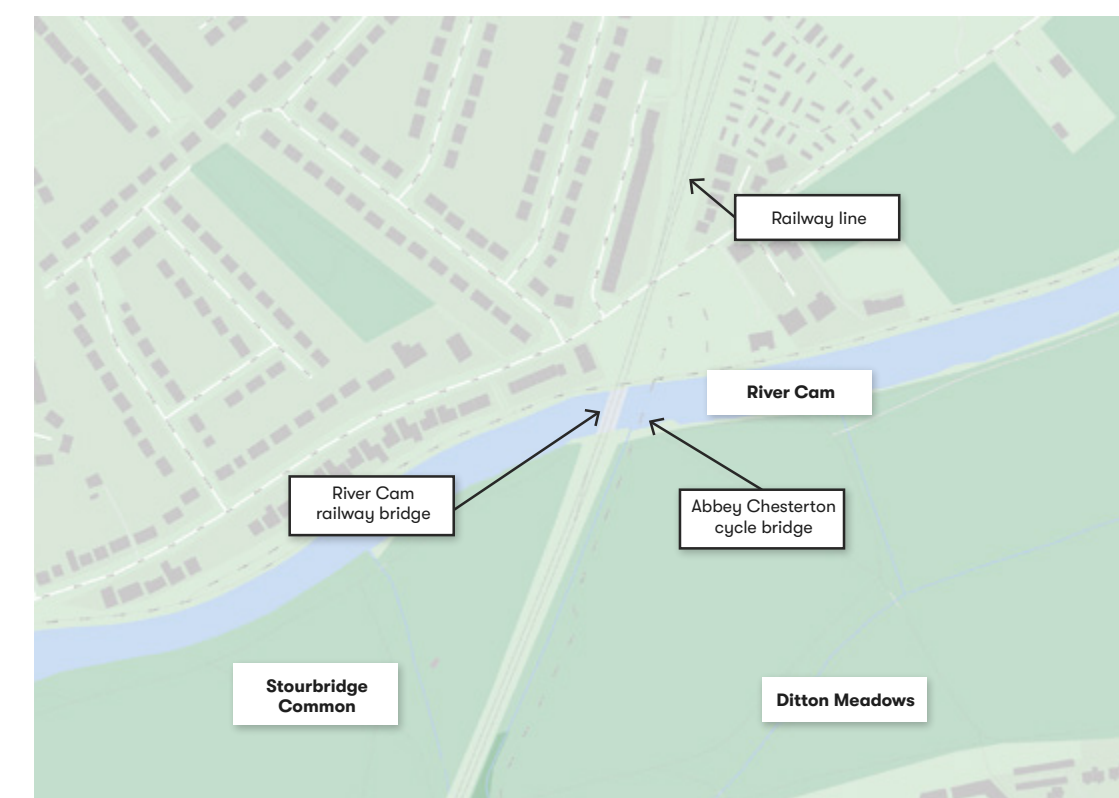 Railway line
River Cam
River Cam
railway bridge
Abbey Chesterton
cycle bridge
Stourbridge
Common
Ditton Meadows